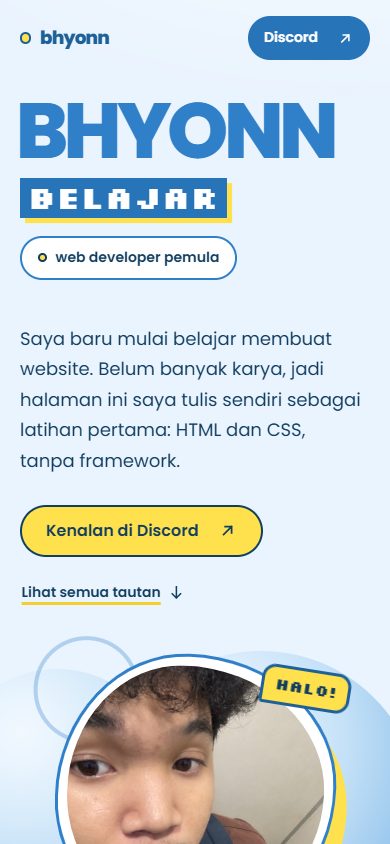 bhyonn
Discord
BHYONN
BELAJAR
web developer pemula
Saya baru mulai belajar membuat
website. Belum banyak karya, jadi
halaman ini saya tulis sendiri sebagai
latihan pertama: HTML dan CSS,
tanpa framework.
Kenalan di Discord
Lihat semua tautan
HALO!